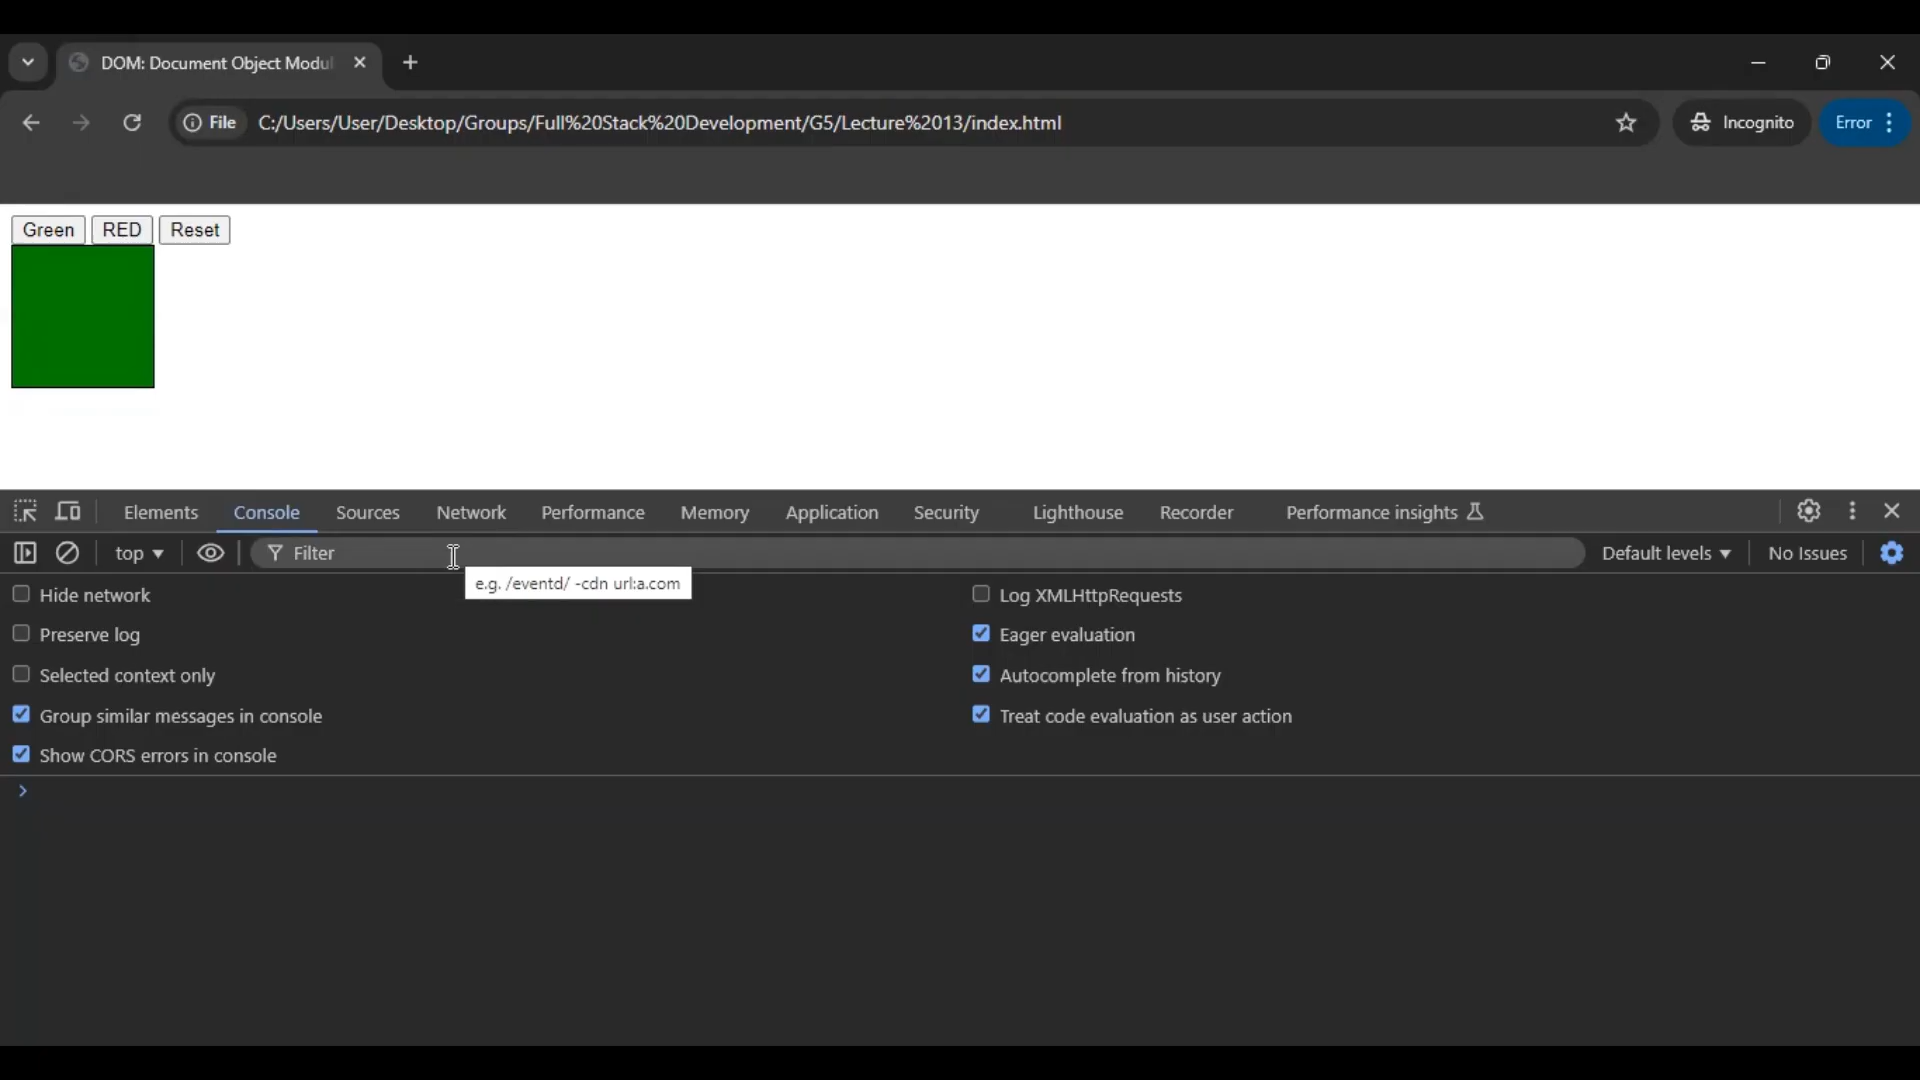 DOM: Document Object Modul
File C:/Users/User/Desktop/Groups/Full%20Stack%20Development/G5/Lecture%2013/index.html Incognito Error
Green RED Reset
Elements Console Sources Network Performance Memory Application Security Lighthouse Recorder Performance insights
top Filter Default levels No Issues
e.g. /eventd/ -cdn url:a.com
Hide network Log XMLHttpRequests
Preserve log Eager evaluation
Selected context only Autocomplete from history
Group similar messages in console Treat code evaluation as user action
Show CORS errors in console